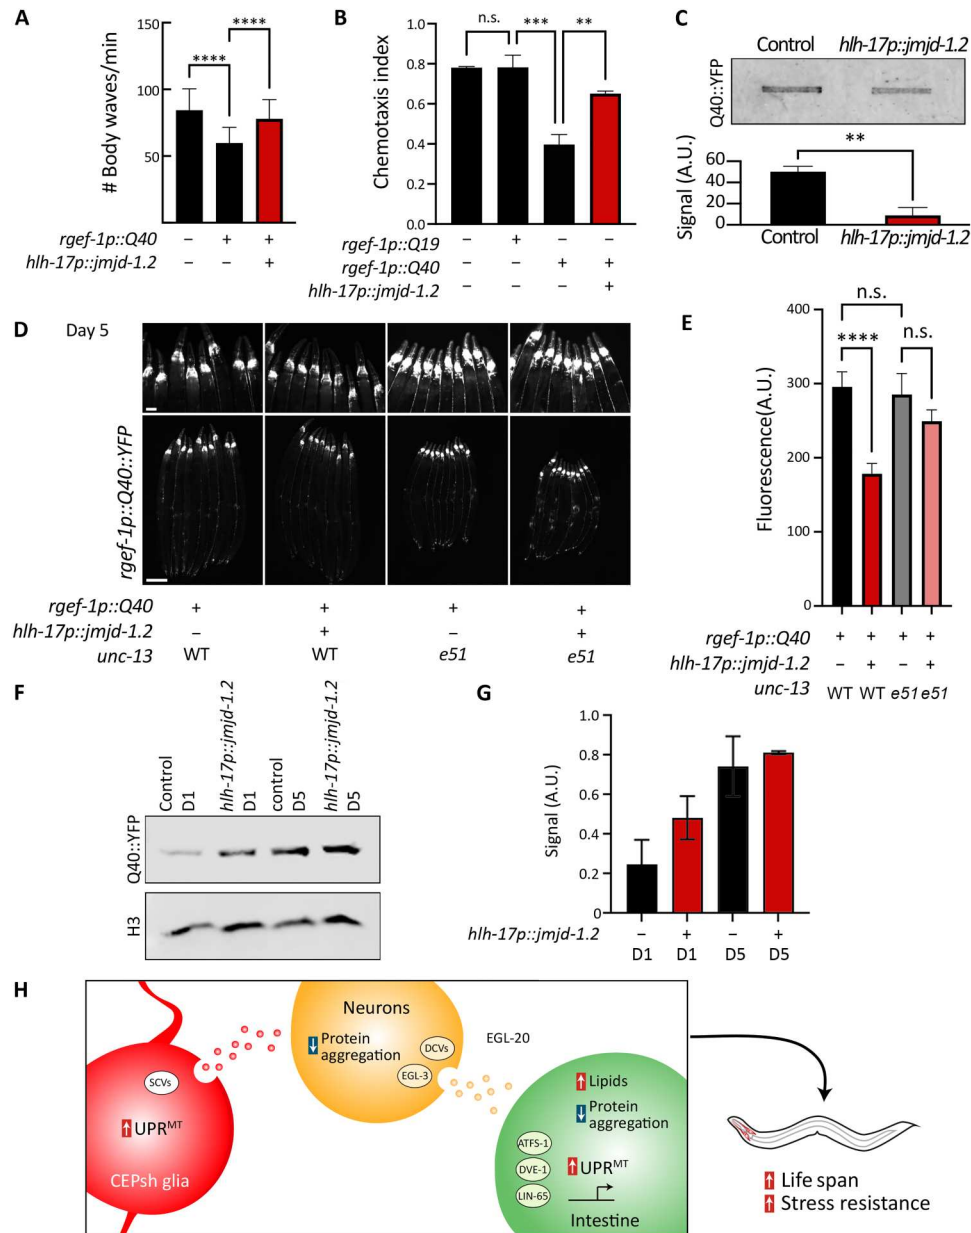 A
# Body waves/min
150
100
50
****
****
rgef-1p::Q40 – + +
hlh-17p::jmjd-1.2 – – +
B
Chemotaxis index
1.0
0.8
0.6
0.4
0.2
0.0
n.s. *** **
rgef-1p::Q19 – + – –
rgef-1p::Q40 – – + +
hlh-17p::jmjd-1.2 – – – +
C
Control hlh-17p::jmjd-1.2
Q40::YFP
Signal (A.U.)
60
40
20
0
**
Control hlh-17p::jmjd-1.2
D
Day 5
rgef-1p::Q40::YFP
rgef-1p::Q40 + + + +
hlh-17p::jmjd-1.2 – + – +
unc-13 WT WT e51 e51
E
Fluorescence(A.U.)
400
300
200
100
0
n.s.
**** n.s.
rgef-1p::Q40 + + + +
hlh-17p::jmjd-1.2 – + – +
unc-13 WT WT e51 e51
F
Control D1
hlh-17p::jmjd-1.2 D1
control D5
hlh-17p::jmjd-1.2 D5
Q40::YFP
H3
G
Signal (A.U.)
1.0
0.8
0.6
0.4
0.2
0
hlh-17p::jmjd-1.2 – + – +
D1 D1 D5 D5
H
SCVs
UPRMT
CEPsh glia
Neurons
Protein
aggregation
DCVs
EGL-3
EGL-20
Lipids
Protein
aggregation
ATFS-1
DVE-1
LIN-65
UPRMT
Intestine
Life span
Stress resistance